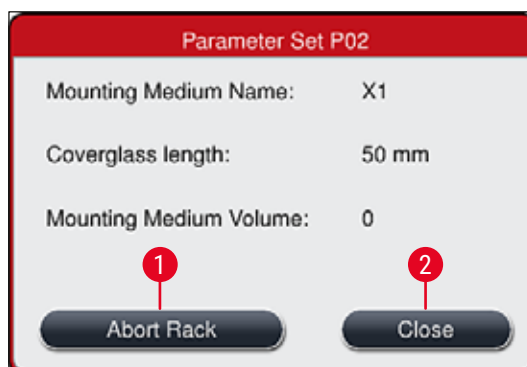 Parameter Set P02
Mounting Medium Name: X1
Coverglass length: 50 mm
Mounting Medium Volume: 0
1 2
Abort Rack Close